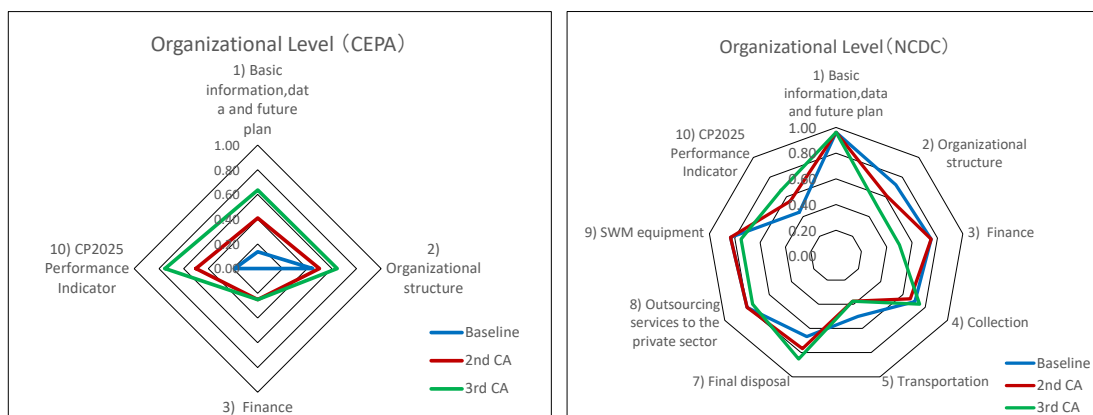 Organizational Level （CEPA）
1) Basic
information,dat
a and future
plan
1.00
0.80
0.60
0.40
0.20
0.00
10) CP2025
Performance
Indicator
2)
Organizational
structure
3) Finance
Baseline
2nd CA
3rd CA
Organizational Level（NCDC）
1) Basic
information,data
and future plan
1.00
0.80
0.60
0.40
0.20
0.00
10) CP2025
Performance
Indicator
2) Organizational
structure
9) SWM equipment
3) Finance
8) Outsourcing
services to the
private sector
4) Collection
7) Final disposal
5) Transportation
Baseline
2nd CA
3rd CA